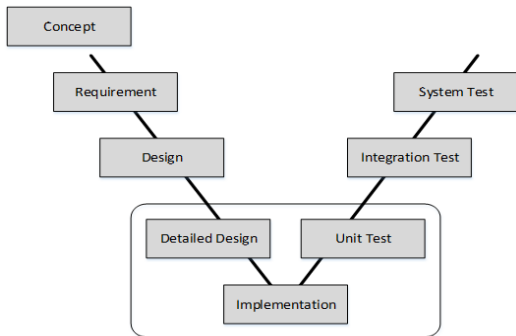 Concept
Requirement
System Test
Design
Integration Test
Detailed Design
Unit Test
Implementation